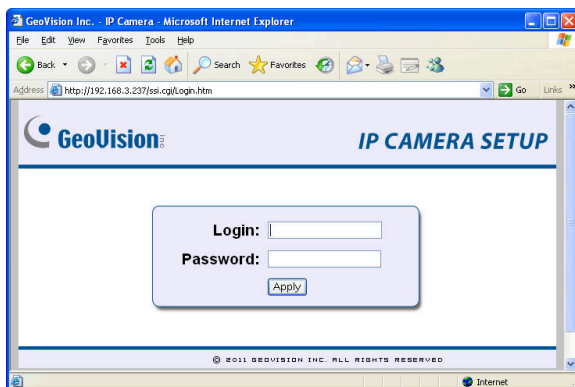 GeoVision Inc. - IP Camera - Microsoft Internet Explorer
File Edit View Favorites Tools Help
Back Search Favorites
Address http://192.168.3.237/ssi.cgi/Login.htm Go Links »
GeoVision Inc
IP CAMERA SETUP
Login:
Password:
Apply
© 2011 GEOVISION INC. ALL RIGHTS RESERVED
Internet